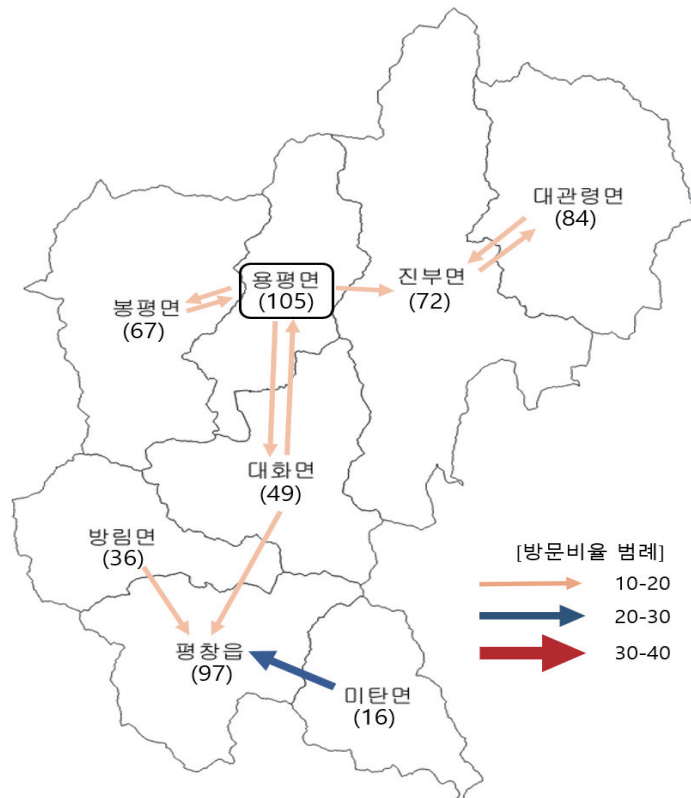 대관령면
(84)
용평면
(105)
진부면
(72)
봉평면
(67)
대화면
(49)
방림면
(36)
[방문비율 범례]
10-20
20-30
30-40
평창읍
(97)
미탄면
(16)